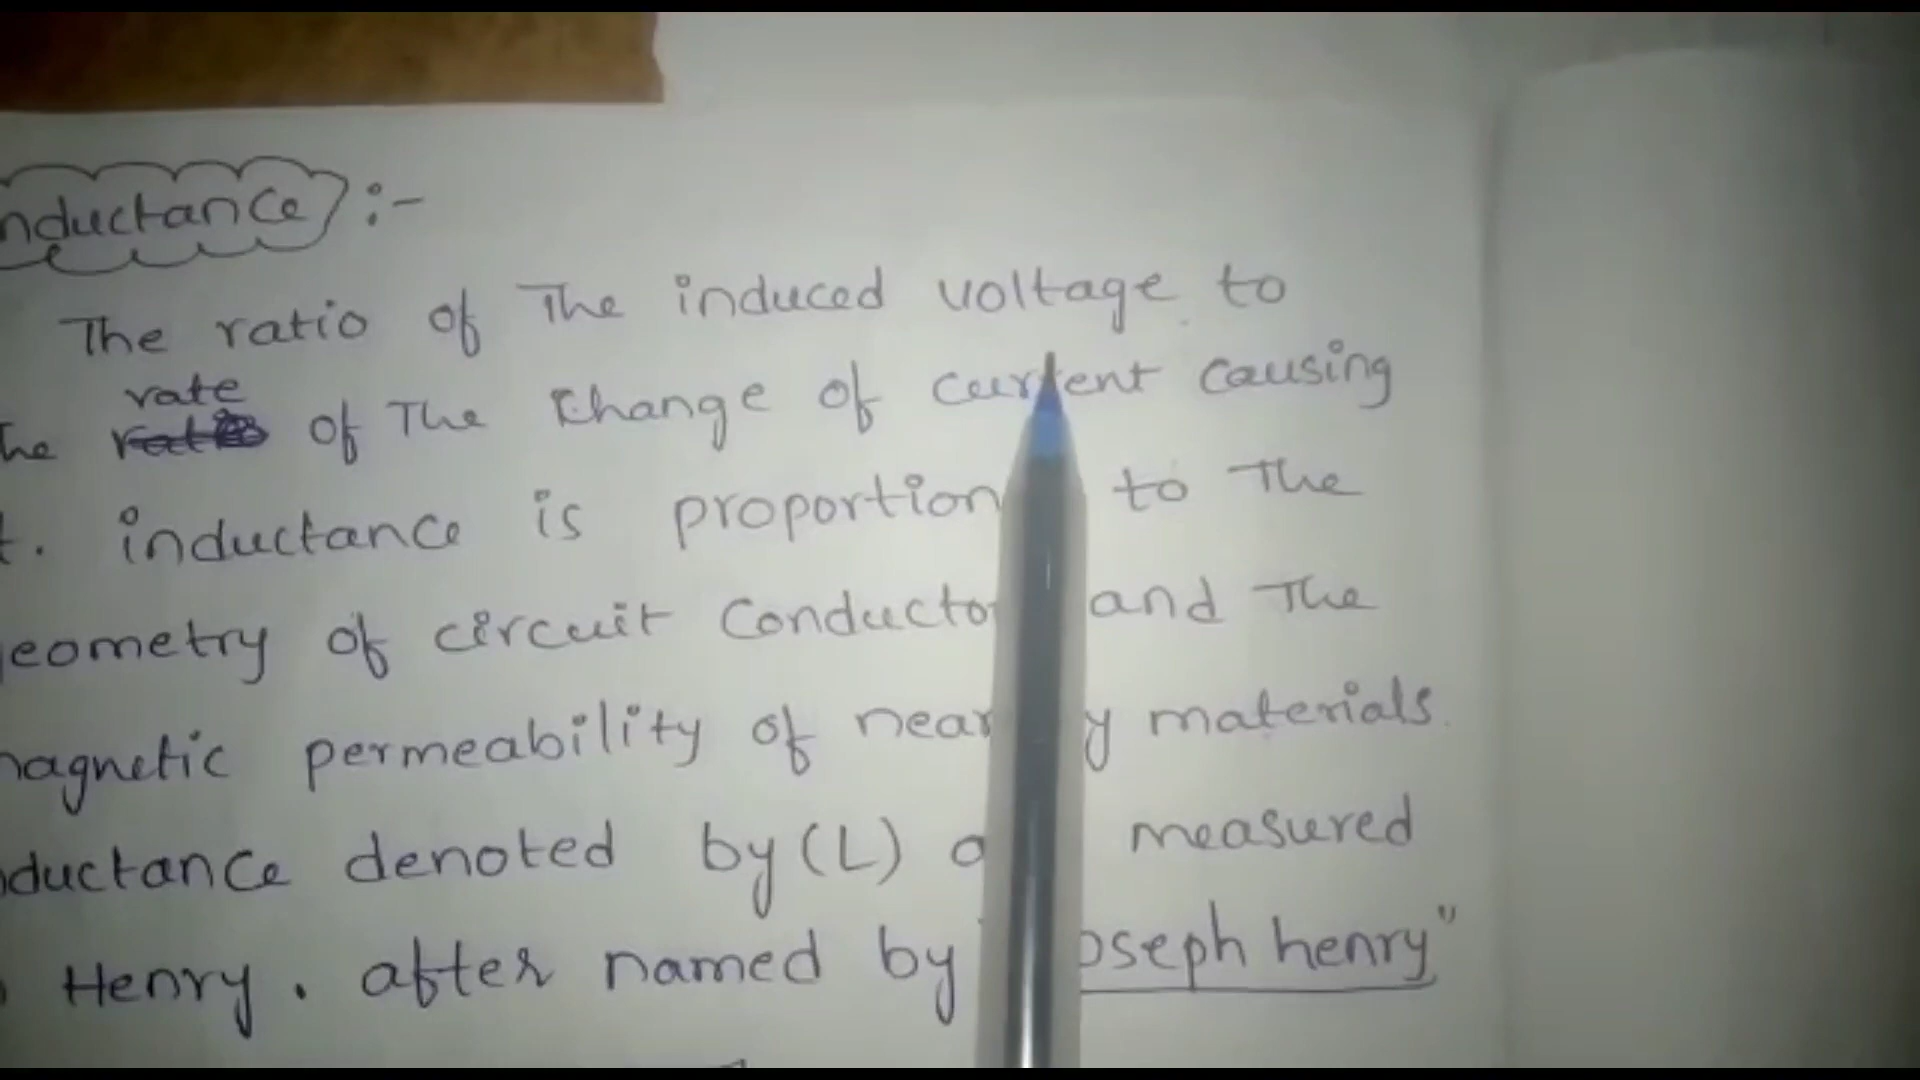 nductance :-
The ratio of The induced voltage to
rate
he of The change of current causing
t. inductance is proportion to The
eometry of circuit Conducto and The
magnetic permeability of near y materials.
ductance denoted by (L) a measured
Henry. after named by oseph henry"